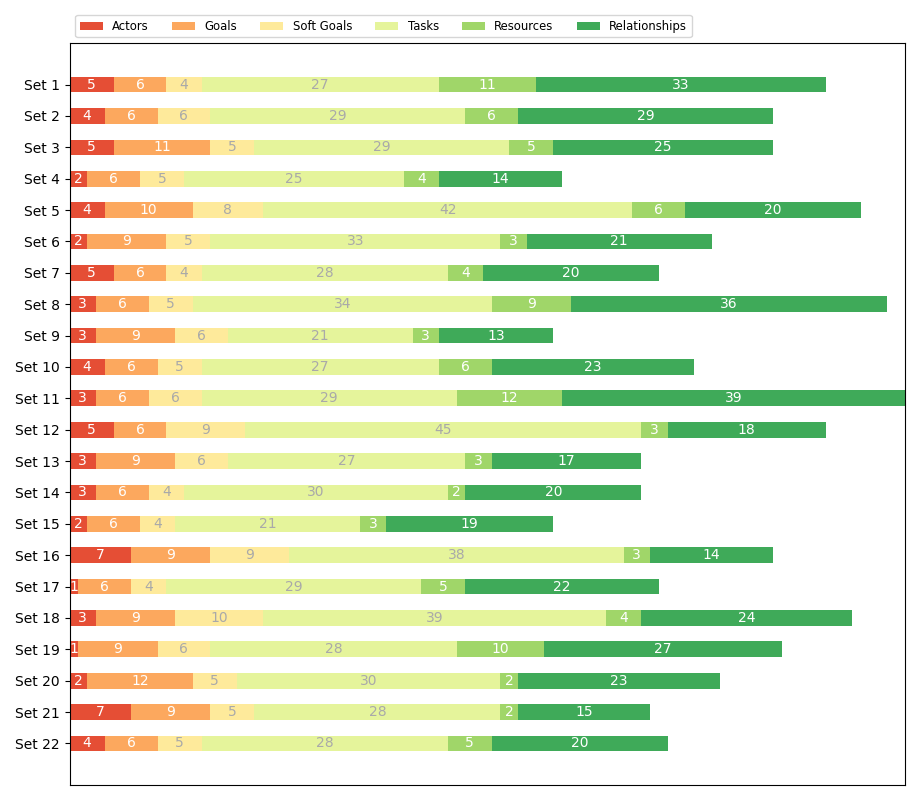 Actors Goals Soft Goals Tasks Resources Relationships
Set 1 5 6 4 27 11 33
Set 2 4 6 6 29 6 29
Set 3 5 11 5 29 5 25
Set 4 2 6 5 25 4 14
Set 5 4 10 8 42 6 20
Set 6 2 9 5 33 3 21
Set 7 5 6 4 28 4 20
Set 8 3 6 5 34 9 36
Set 9 3 9 6 21 3 13
Set 10 4 6 5 27 6 23
Set 11 3 6 6 29 12 39
Set 12 5 6 9 45 3 18
Set 13 3 9 6 27 3 17
Set 14 3 6 4 30 2 20
Set 15 2 6 4 21 3 19
Set 16 7 9 9 38 3 14
Set 17 1 6 4 29 5 22
Set 18 3 9 10 39 4 24
Set 19 1 9 6 28 10 27
Set 20 2 12 5 30 2 23
Set 21 7 9 5 28 2 15
Set 22 4 6 5 28 5 20